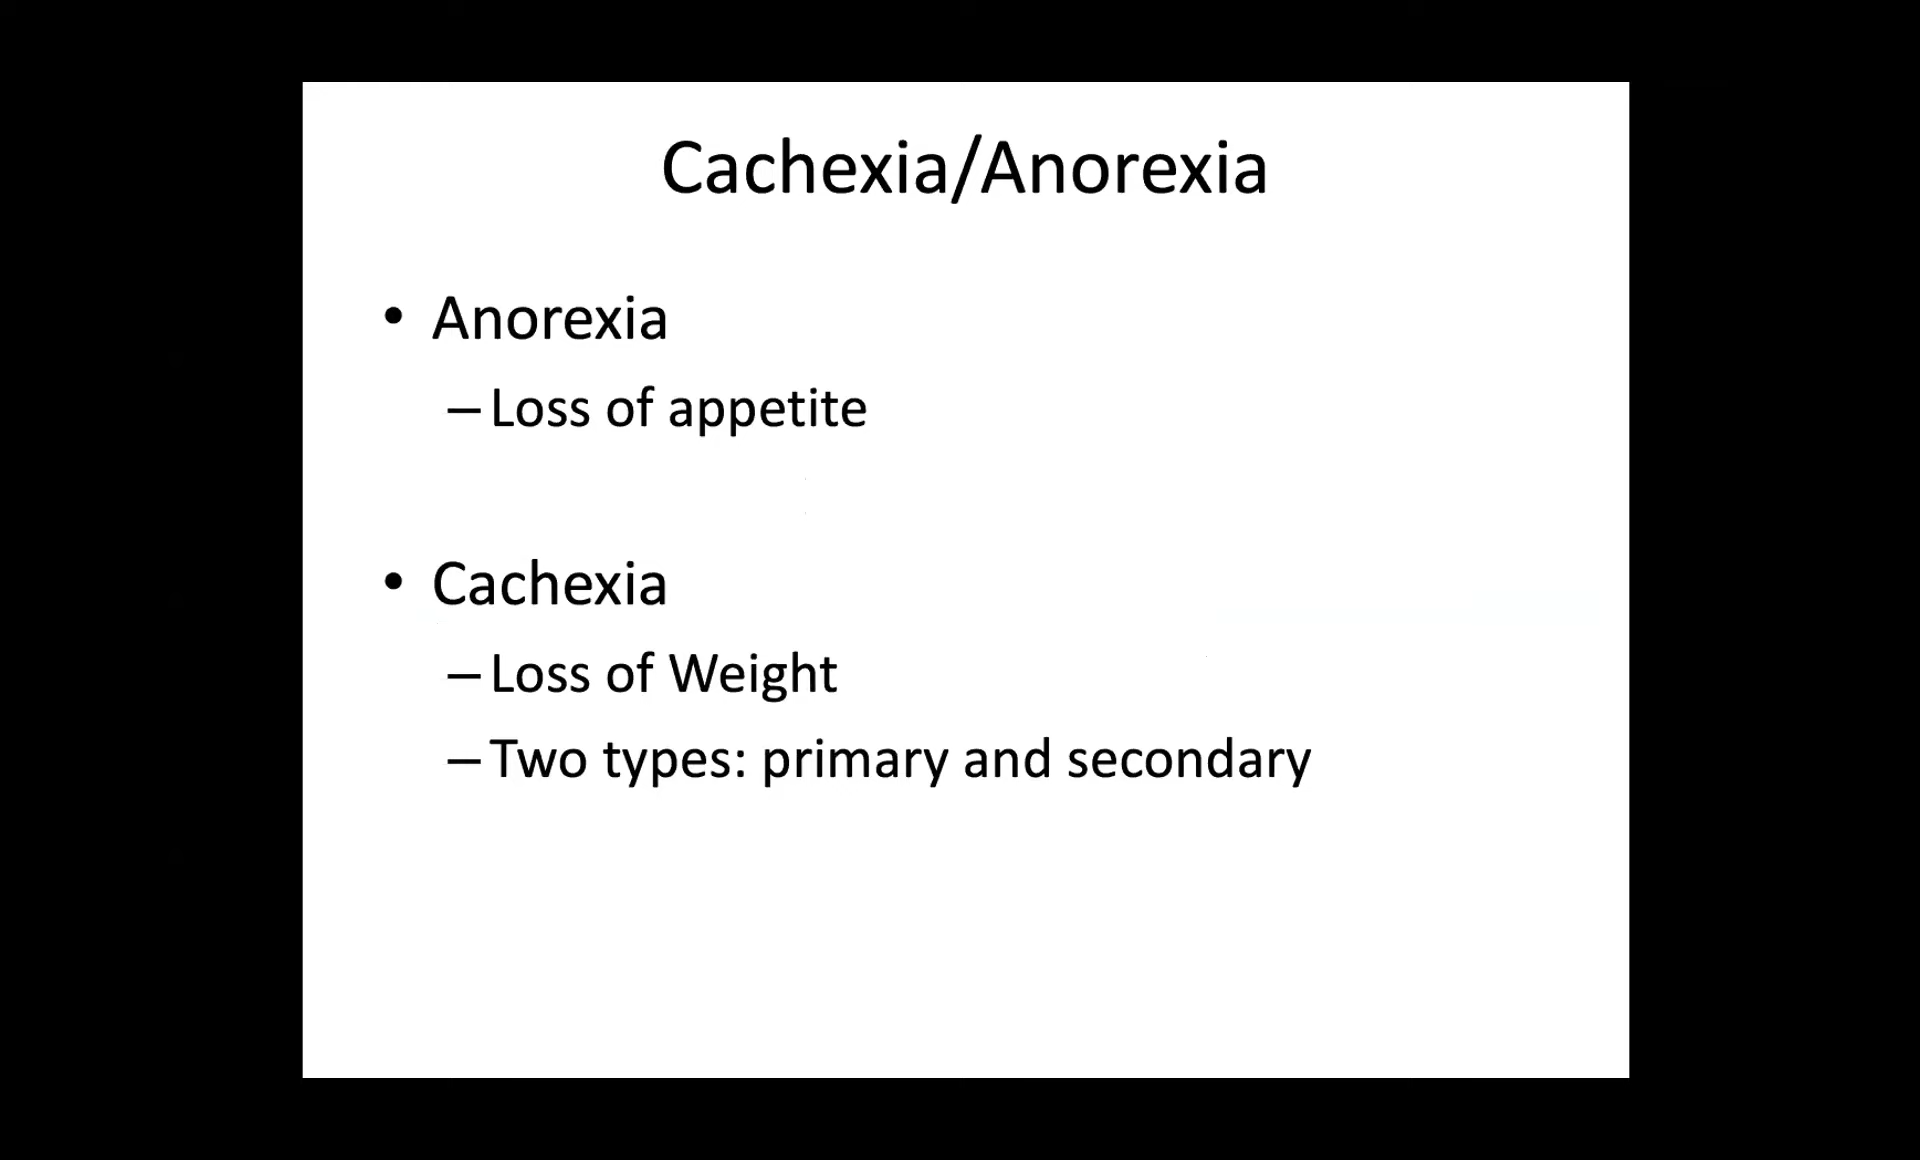 Cachexia/Anorexia
• Anorexia
– Loss of appetite
• Cachexia
– Loss of Weight
– Two types: primary and secondary